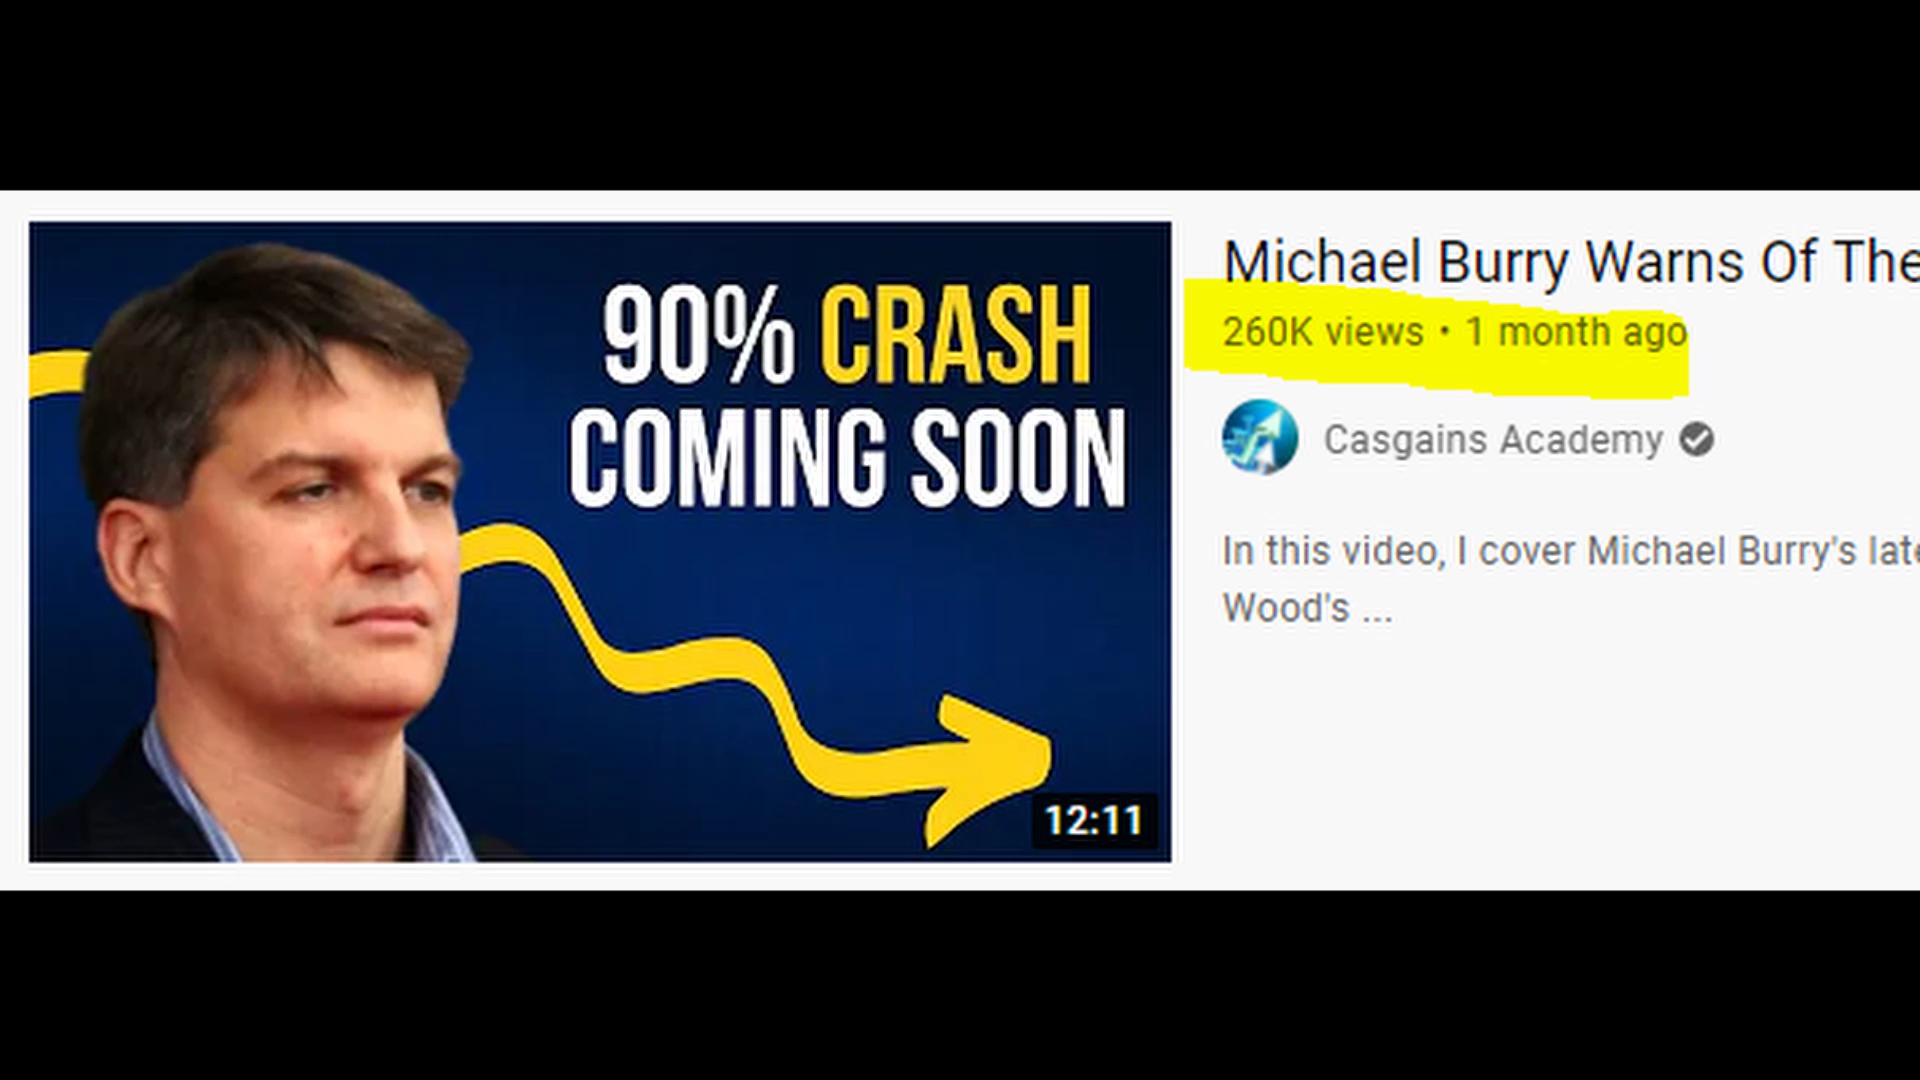 90% CRASH
COMING SOON
12:11
Michael Burry Warns Of The
260K views • 1 month ago
Casgains Academy
In this video, I cover Michael Burry's late
Wood's ...